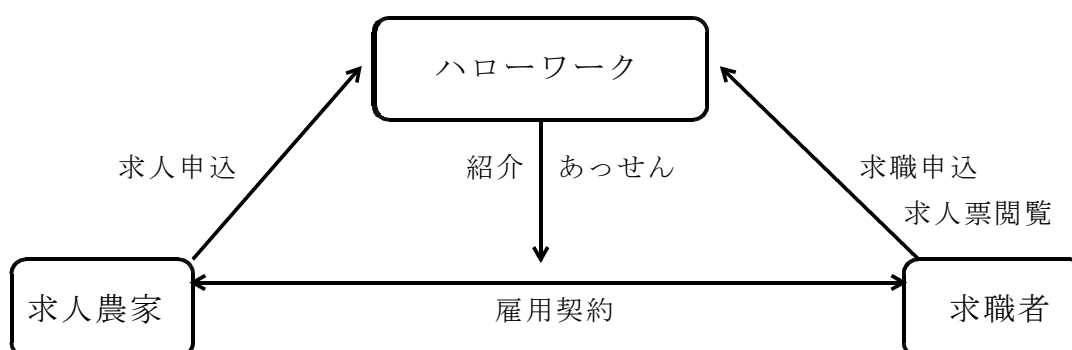 ハローワーク
求人申込
紹介
あっせん
求職申込
求人票閲覧
求人農家
雇用契約
求職者